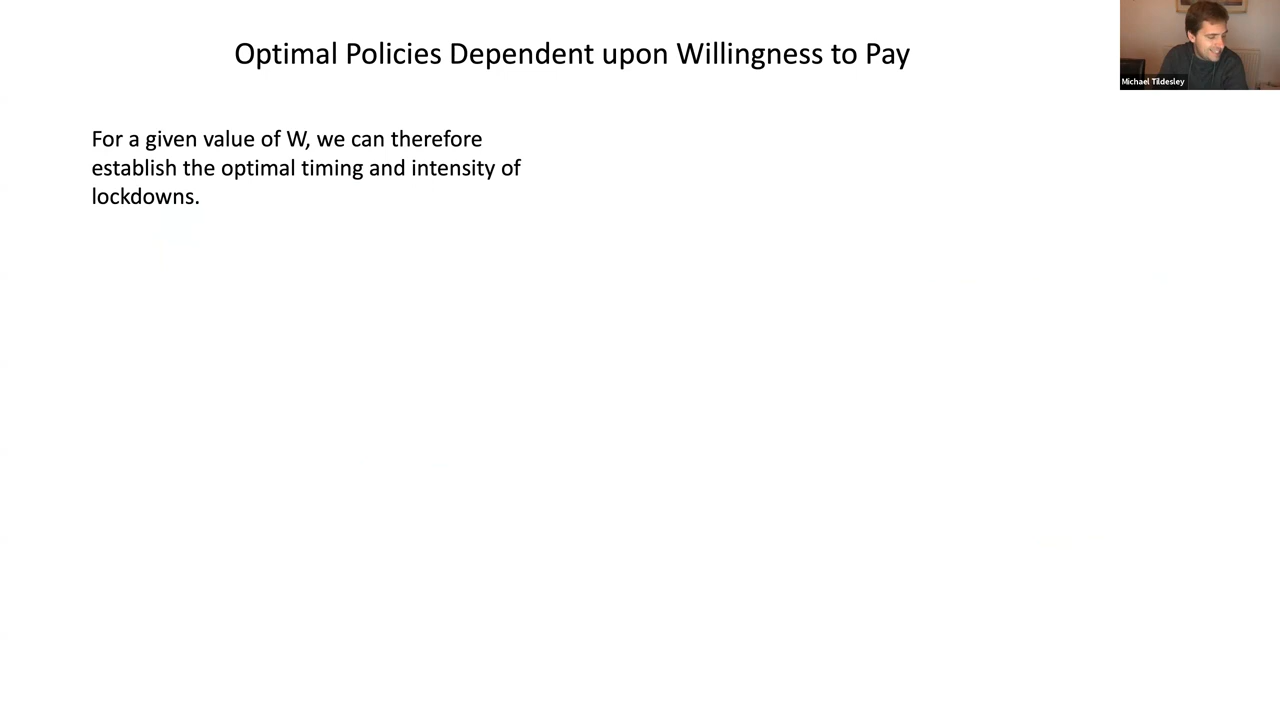 Optimal Policies Dependent upon Willingness to Pay
Michael Tildesley
For a given value of W, we can therefore
establish the optimal timing and intensity of
lockdowns.